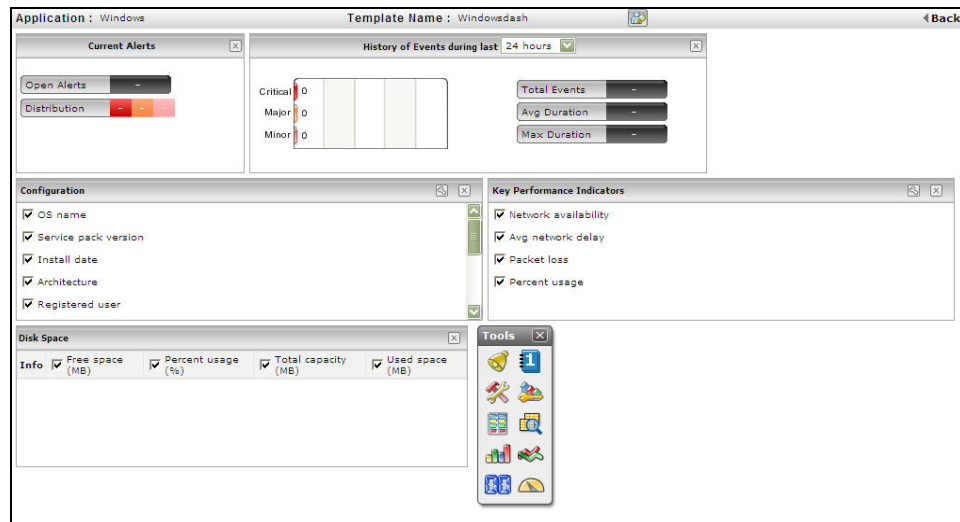 Application : Windows
Template Name : Windowsdash
Back
Current Alerts
Open Alerts -
Distribution - - -
History of Events during last 24 hours
Critical 0
Major 0
Minor 0
Total Events -
Avg Duration -
Max Duration -
Configuration
OS name
Service pack version
Install date
Architecture
Registered user
Key Performance Indicators
Network availability
Avg network delay
Packet loss
Percent usage
Disk Space
Info
Free space (MB)
Percent usage (%)
Total capacity (MB)
Used space (MB)
Tools
1